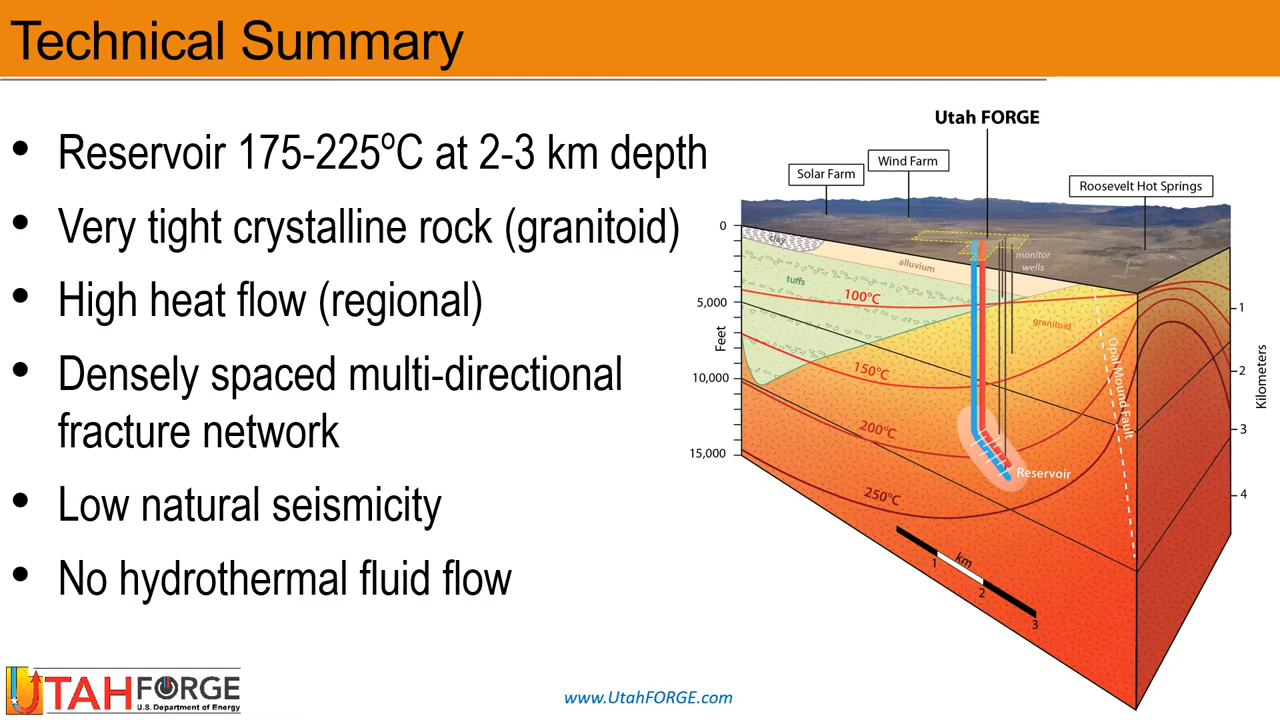 Technical Summary
• Reservoir 175-225ºC at 2-3 km depth
• Very tight crystalline rock (granitoid)
• High heat flow (regional)
• Densely spaced multi-directional
fracture network
• Low natural seismicity
• No hydrothermal fluid flow
Utah FORGE
Solar Farm
Wind Farm
Roosevelt Hot Springs
0
5,000
10,000
15,000
Feet
clay
alluvium
tuffs
monitor
wells
granitoid
100°C
150°C
200°C
250°C
Opal Mound Fault
Reservoir
1
2
3
4
Kilometers
km
1
2
3
UTAH FORGE
U.S. Department of Energy
www.UtahFORGE.com